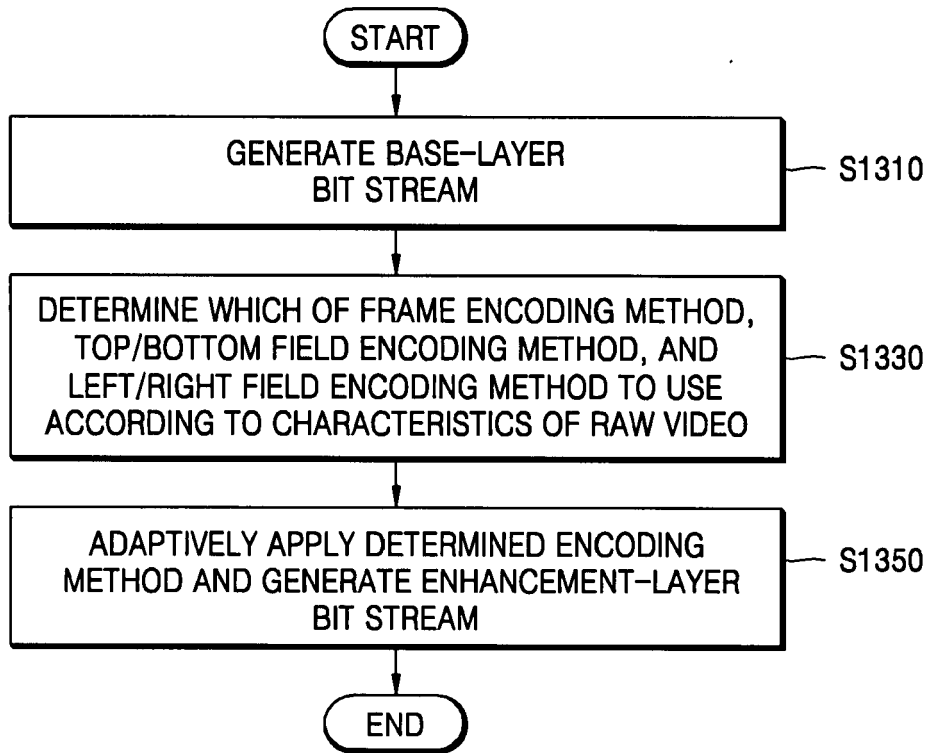 START
GENERATE BASE-LAYER
BIT STREAM
S1310
DETERMINE WHICH OF FRAME ENCODING METHOD,
TOP/BOTTOM FIELD ENCODING METHOD, AND
LEFT/RIGHT FIELD ENCODING METHOD TO USE
ACCORDING TO CHARACTERISTICS OF RAW VIDEO
S1330
ADAPTIVELY APPLY DETERMINED ENCODING
METHOD AND GENERATE ENHANCEMENT-LAYER
BIT STREAM
S1350
END